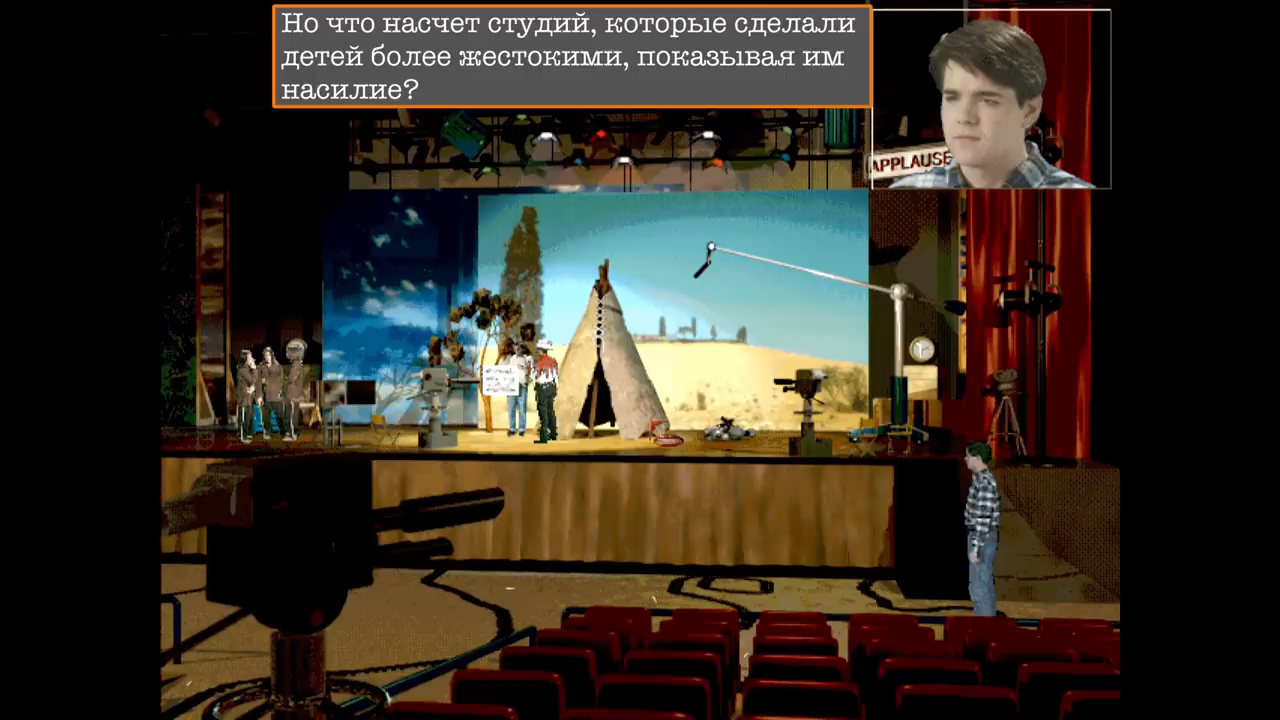 Но что насчет студий, которые сделали
детей более жестокими, показывая им
насилие?
APPLAUSE